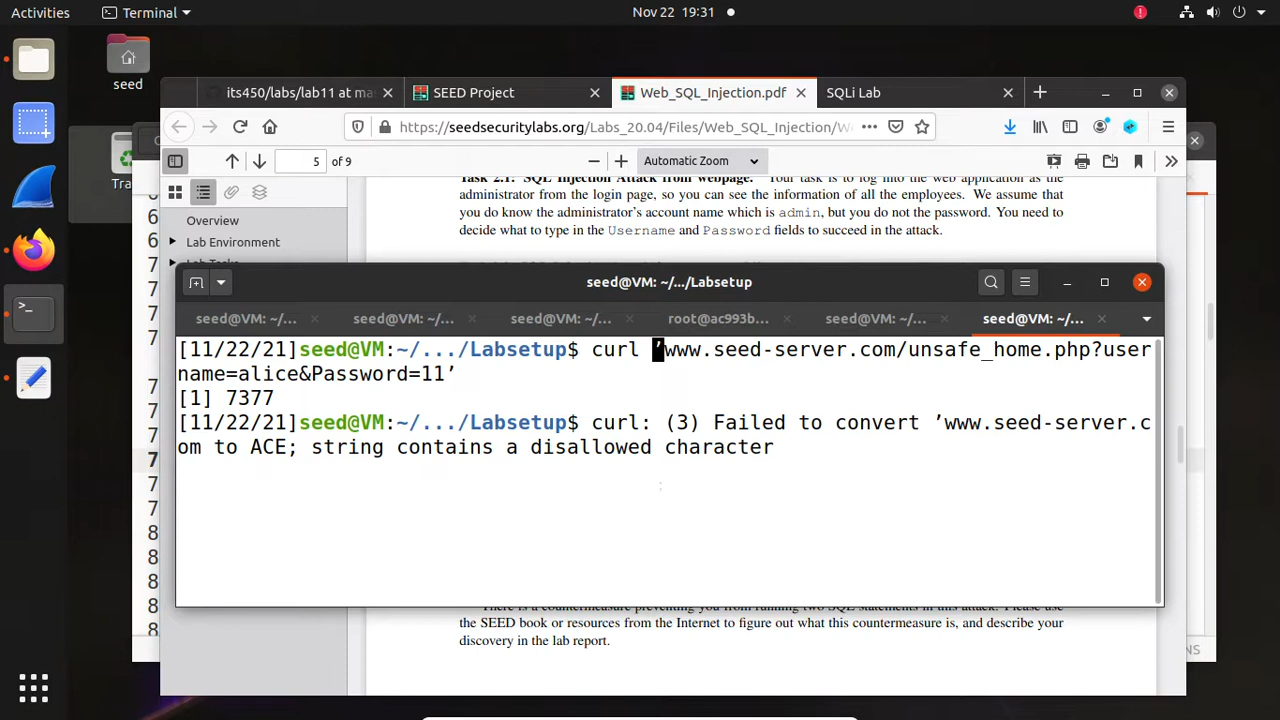 Activities Terminal Nov 22 19:31
seed
its450/labs/lab11 at ma SEED Project Web_SQL_Injection.pdf SQLi Lab
https://seedsecuritylabs.org/Labs_20.04/Files/Web_SQL_Injection/We
5 of 9 Automatic Zoom
Tra
Overview
Lab Environment
Task 2.1: SQL Injection Attack from webpage. Your task is to log into the web application as the
administrator from the login page, so you can see the information of all the employees. We assume that
you do know the administrator's account name which is admin, but you do not the password. You need to
decide what to type in the Username and Password fields to succeed in the attack.
seed@VM: ~/.../Labsetup
seed@VM: ~/... seed@VM: ~/... seed@VM: ~/... root@ac993b... seed@VM: ~/... seed@VM: ~/...
[11/22/21]seed@VM:~/.../Labsetup$ curl ’www.seed-server.com/unsafe_home.php?user
name=alice&Password=11’
[1] 7377
[11/22/21]seed@VM:~/.../Labsetup$ curl: (3) Failed to convert ’www.seed-server.c
om to ACE; string contains a disallowed character
There is a countermeasure preventing you from running two SQL statements in this attack. Please use
the SEED book or resources from the Internet to figure out what this countermeasure is, and describe your
discovery in the lab report.
NS